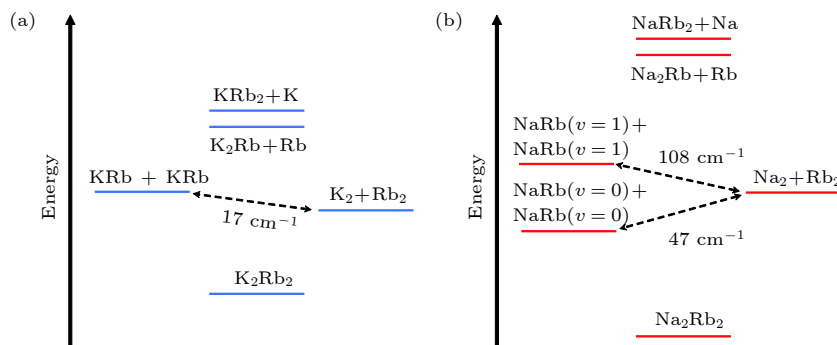 (a)
Energy
KRb₂+K
K₂Rb+Rb
KRb + KRb
K₂+Rb₂
17 cm⁻¹
K₂Rb₂
(b)
Energy
NaRb₂+Na
Na₂Rb+Rb
NaRb(v=1)+
NaRb(v=1)
108 cm⁻¹
Na₂+Rb₂
NaRb(v=0)+
NaRb(v=0)
47 cm⁻¹
Na₂Rb₂